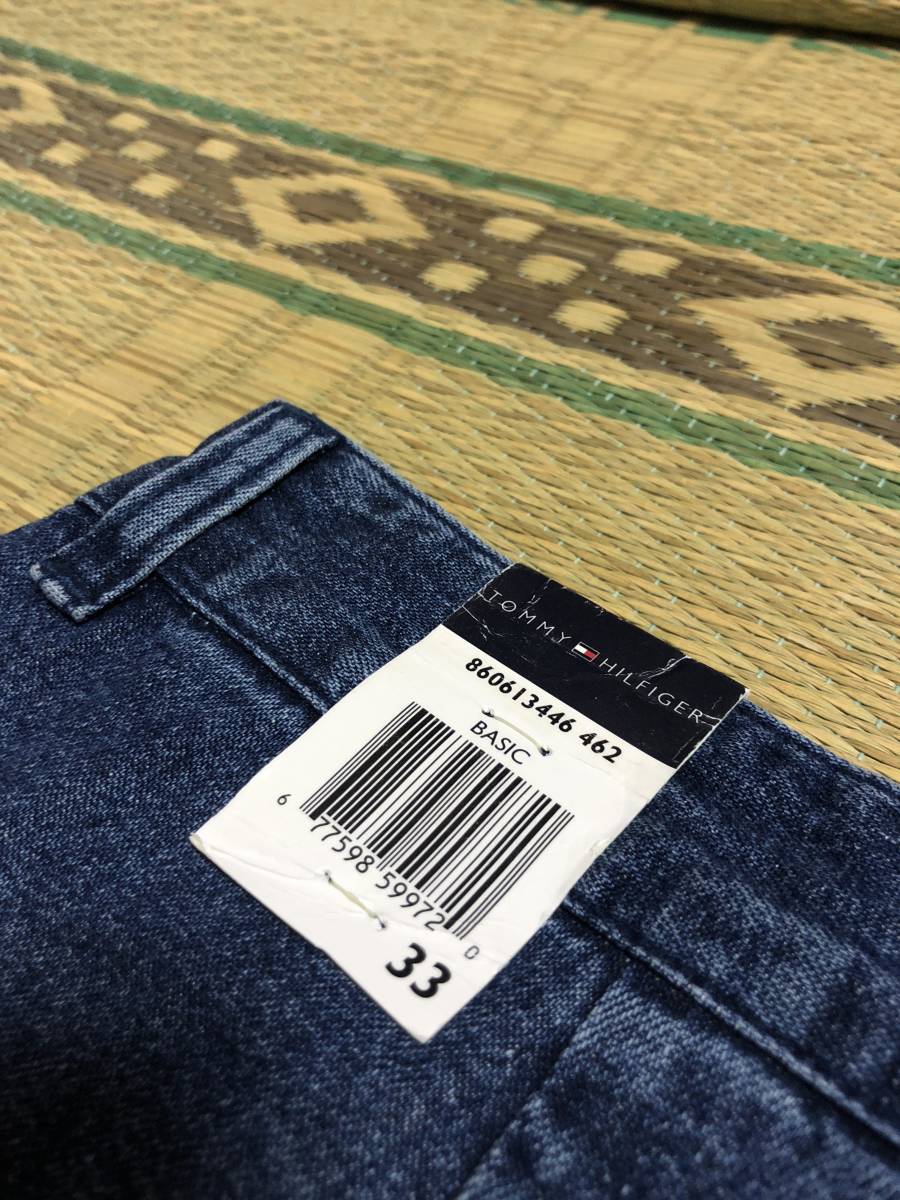 TOMMY HILFIGER
860613446 462
BASIC
6 77598 59972 0
33